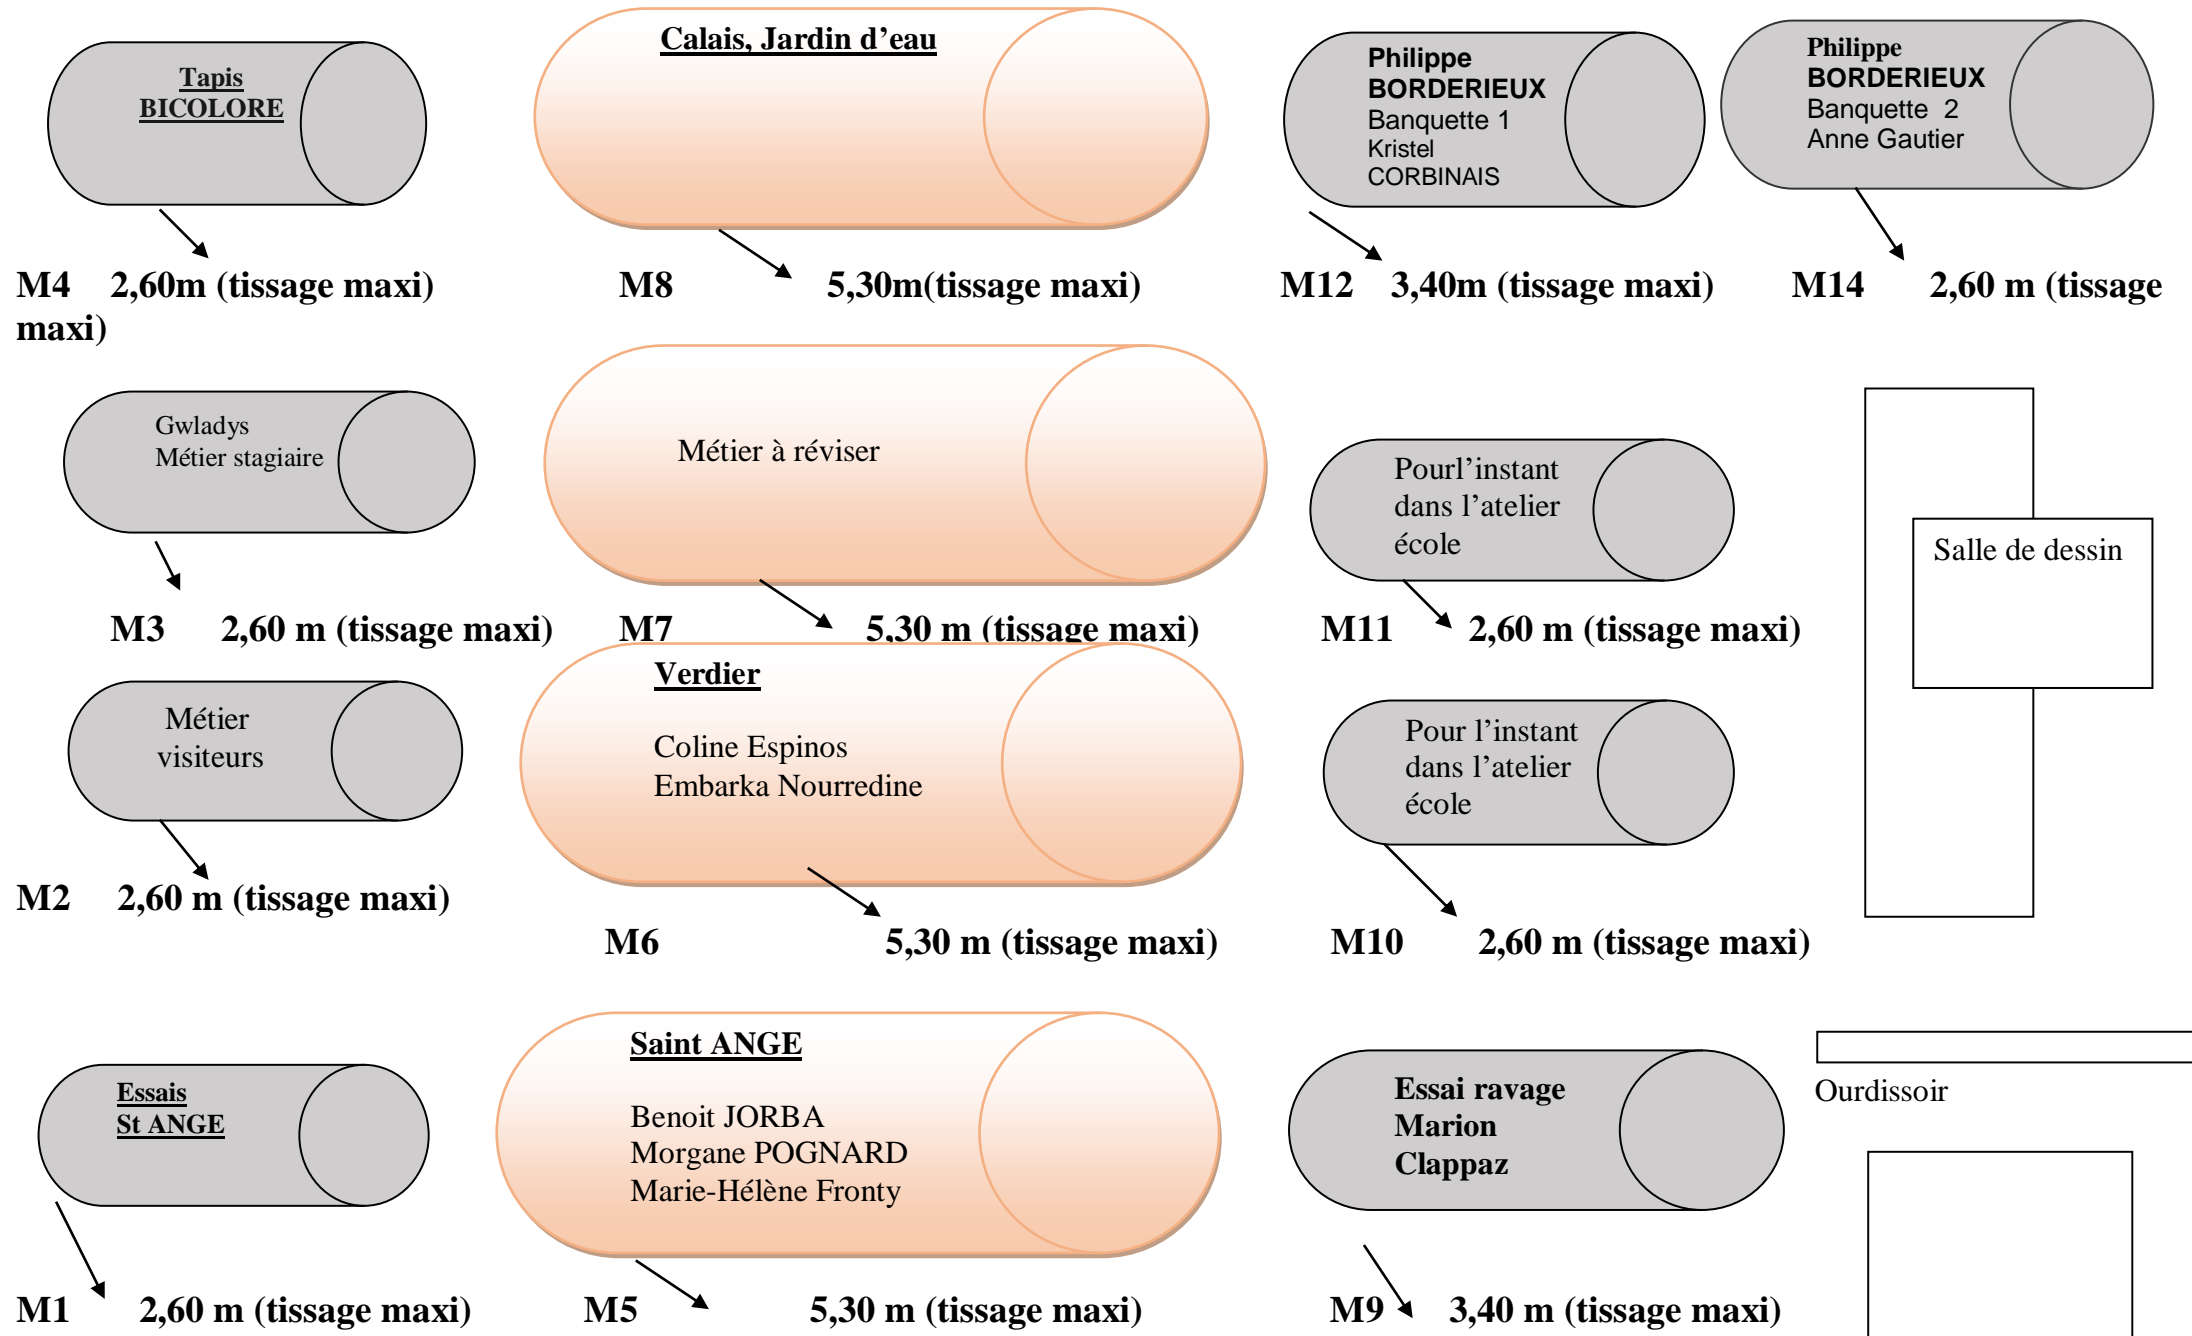 Tapis
BICOLORE
Calais, Jardin d’eau
Philippe
BORDERIEUX
Banquette 1
Kristel
CORBINAIS
Philippe
BORDERIEUX
Banquette 2
Anne Gautier
M4 2,60m (tissage maxi) M8 5,30m(tissage maxi) M12 3,40m (tissage maxi) M14 2,60 m (tissage
maxi)
Gwladys
Métier stagiaire
Métier à réviser
Pourl’instant
dans l’atelier
école
Salle de dessin
M3 2,60 m (tissage maxi) M7 5,30 m (tissage maxi) M11 2,60 m (tissage maxi)
Métier
visiteurs
Verdier
Coline Espinos
Embarka Nourredine
Pour l’instant
dans l’atelier
école
M2 2,60 m (tissage maxi)
M6 5,30 m (tissage maxi) M10 2,60 m (tissage maxi)
Essais
St ANGE
Saint ANGE
Benoit JORBA
Morgane POGNARD
Marie-Hélène Fronty
Essai ravage
Marion
Clappaz
Ourdissoir
M1 2,60 m (tissage maxi) M5 5,30 m (tissage maxi) M9 3,40 m (tissage maxi)